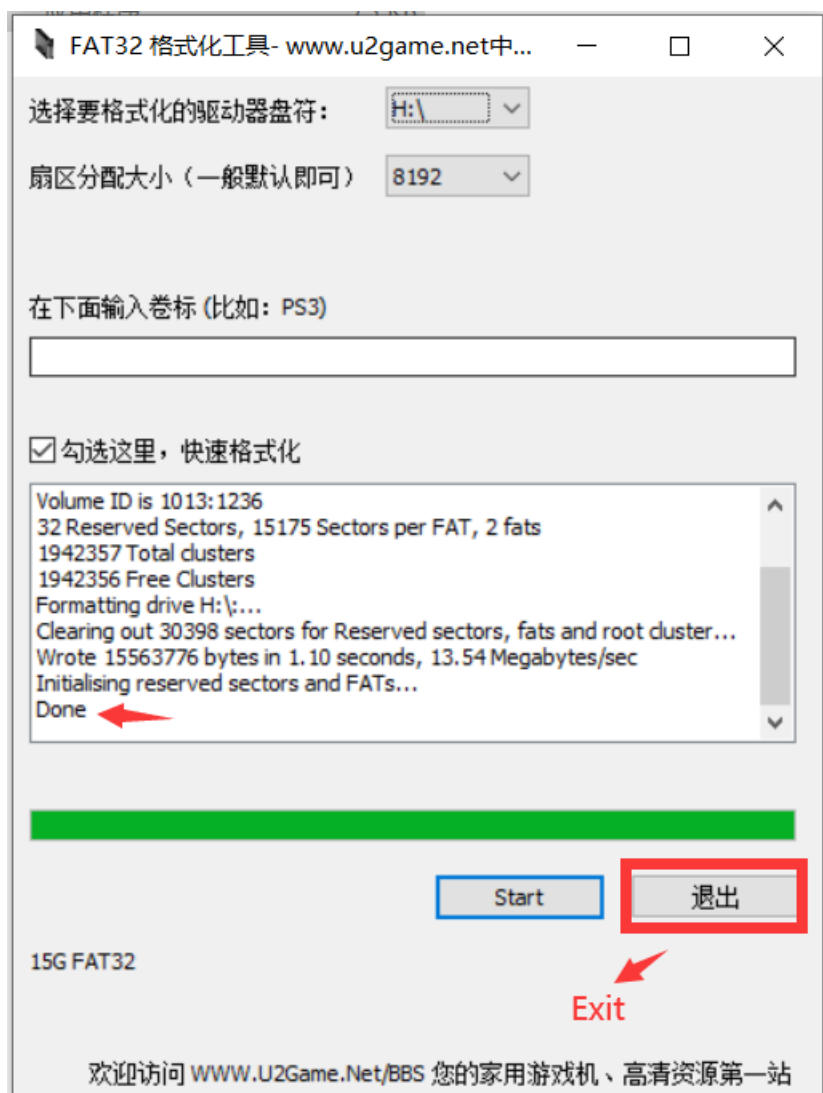 FAT32 格式化工具- www.u2game.net中...
选择要格式化的驱动器盘符：
H:\
扇区分配大小（一般默认即可）
8192
在下面输入卷标 (比如：PS3)
勾选这里，快速格式化
Volume ID is 1013:1236
32 Reserved Sectors, 15175 Sectors per FAT, 2 fats
1942357 Total clusters
1942356 Free Clusters
Formatting drive H:\:...
Clearing out 30398 sectors for Reserved sectors, fats and root cluster...
Wrote 15563776 bytes in 1.10 seconds, 13.54 Megabytes/sec
Initialising reserved sectors and FATs...
Done
Start
退出
15G FAT32
Exit
欢迎访问 WWW.U2Game.Net/BBS 您的家用游戏机、高清资源第一站